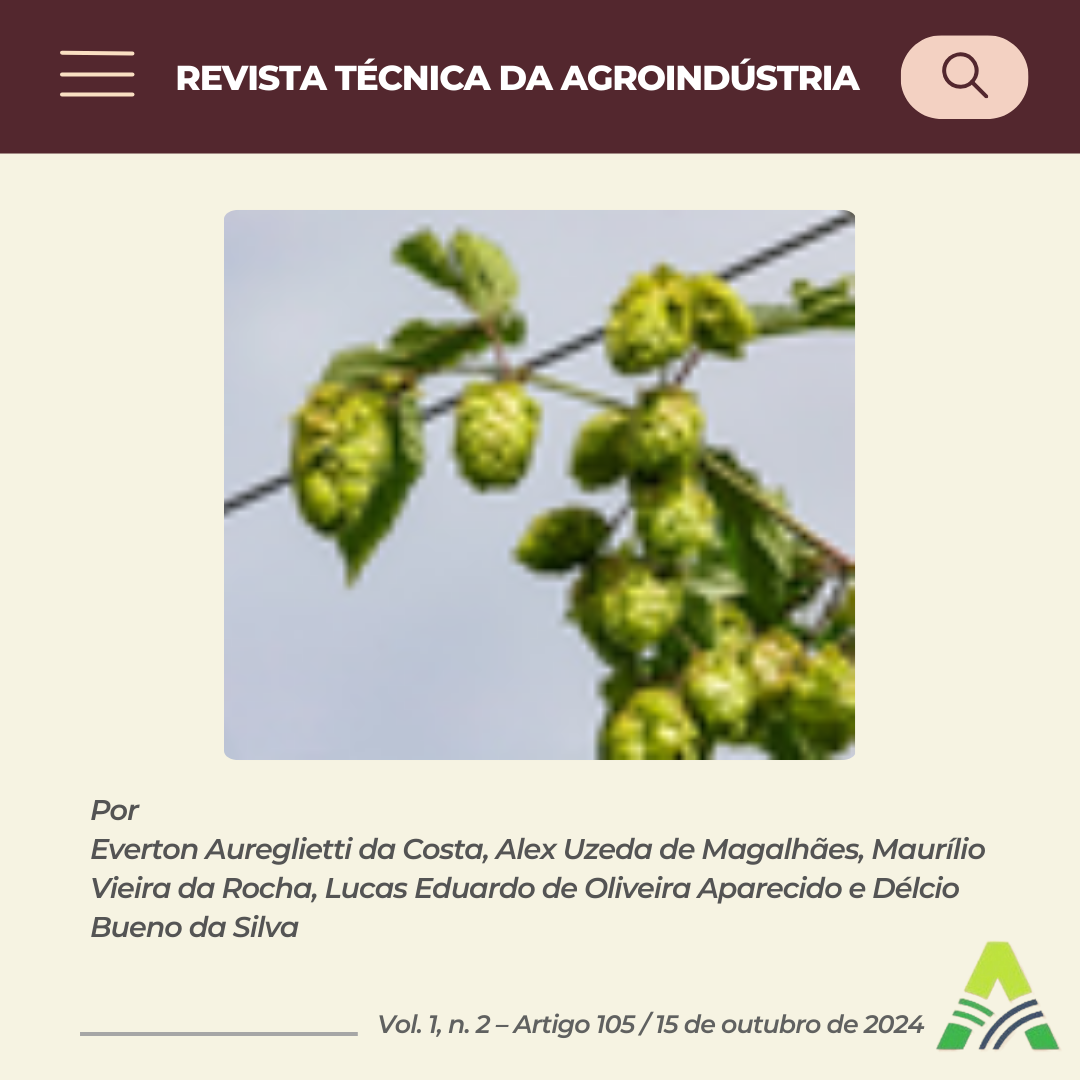 REVISTA TÉCNICA DA AGROINDÚSTRIA
Por
Everton Aureglietti da Costa, Alex Uzeda de Magalhães, Maurílio
Vieira da Rocha, Lucas Eduardo de Oliveira Aparecido e Délcio
Bueno da Silva
Vol. 1, n. 2 – Artigo 105 / 15 de outubro de 2024